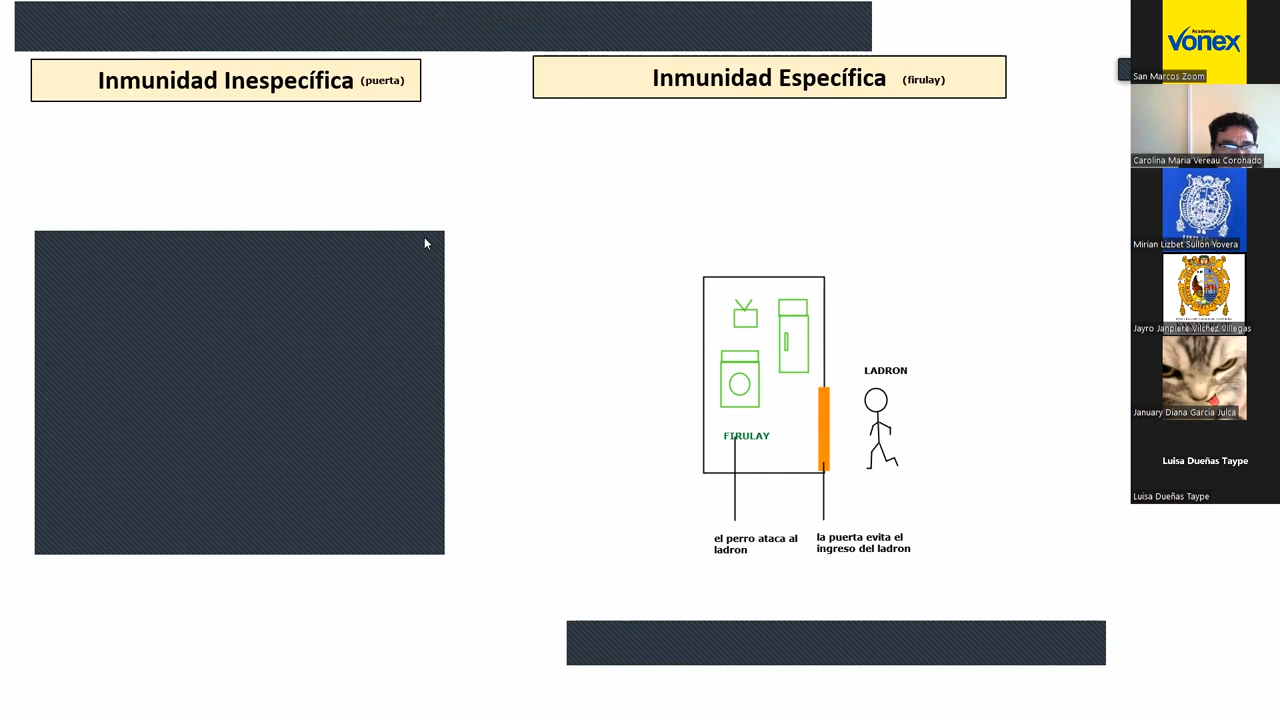 Inmunidad Inespecífica (puerta)
Inmunidad Específica (firulay)
LADRON
FIRULAY
el perro ataca al
ladron
la puerta evita el
ingreso del ladron
Academia
Vonex
San Marcos Zoom
Carolina Maria Vereau Coronado
Mirian Lizbet Sullon Yovera
Jayro Janpiere Vilchez Villegas
January Diana Garcia Julca
Luisa Dueñas Taype
Luisa Dueñas Taype